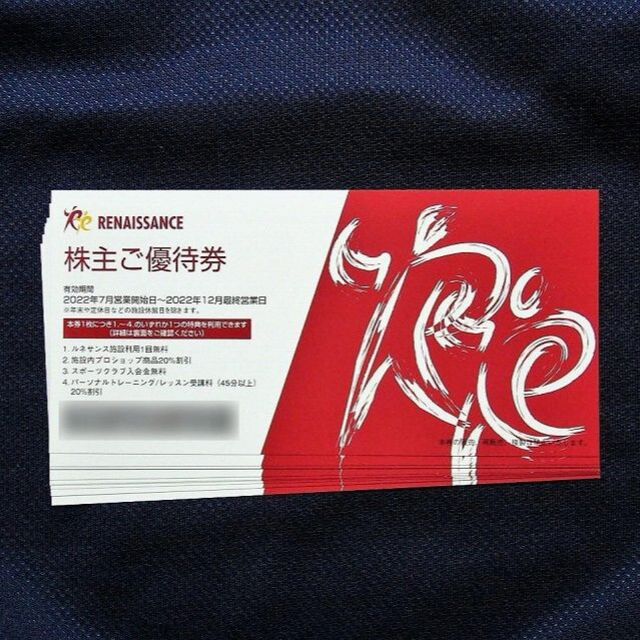 Re RENAISSANCE
株主ご優待券
有効期間
2022年7月営業開始日～2022年12月最終営業日
※年末や定休日などの施設休館日を除きます。
本券1枚につき1.～4.のいずれか1つの特典を利用できます
(詳細は裏面をご確認ください)
1. ルネサンス施設利用1回無料
2. 施設内プロショップ商品20%割引
3. スポーツクラブ入会金無料
4. パーソナルトレーニング/レッスン受講料(45分以上)
20%割引
Re